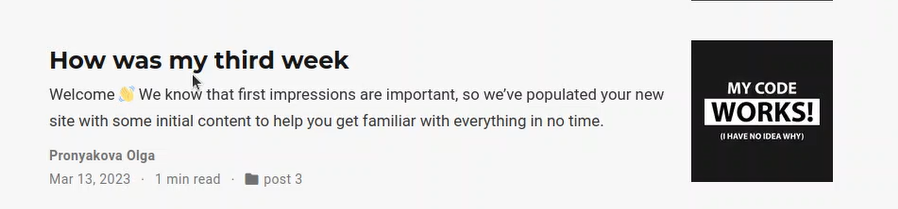 How was my third week
Welcome 👋 We know that first impressions are important, so we've populated your new
site with some initial content to help you get familiar with everything in no time.
Pronyakova Olga
Mar 13, 2023 · 1 min read · post 3
MY CODE
WORKS!
(I HAVE NO IDEA WHY)